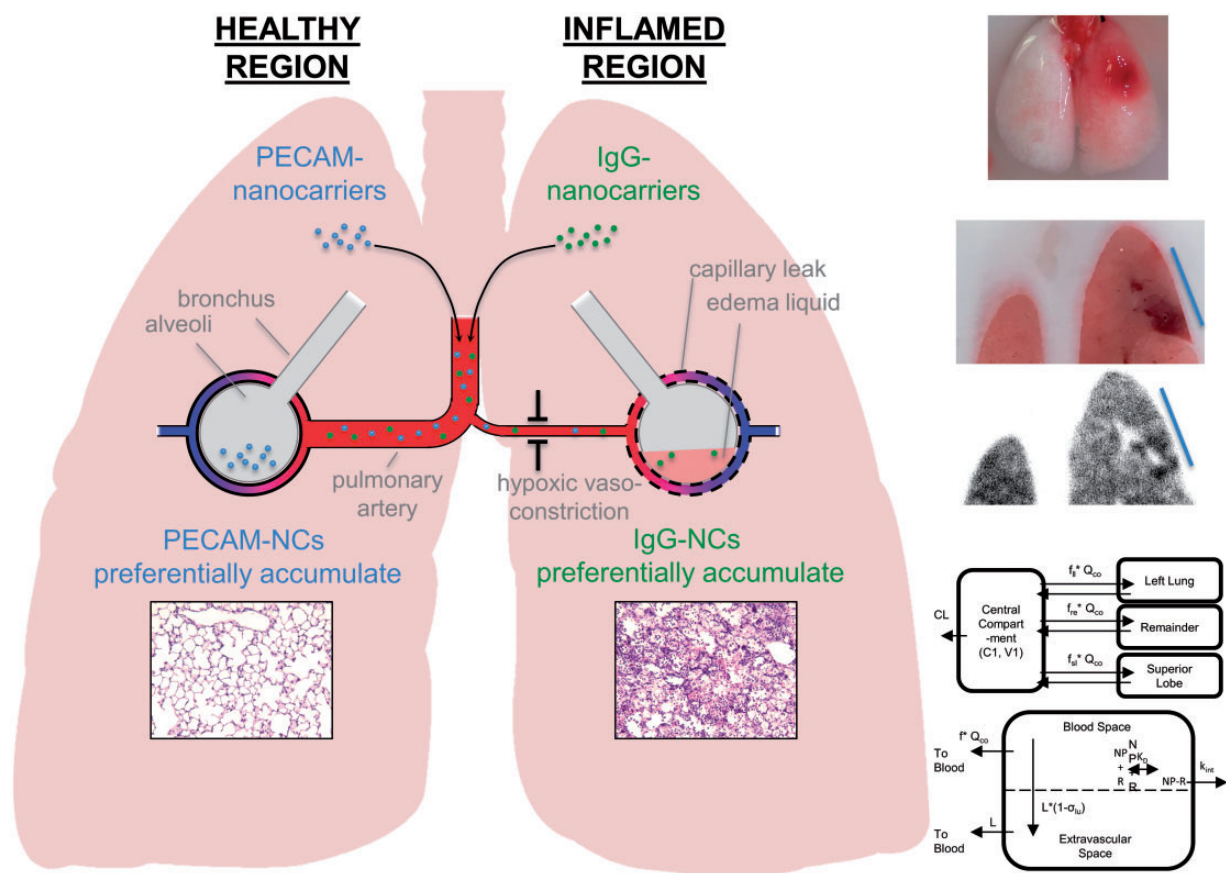 HEALTHY
REGION
INFLAMED
REGION
PECAM-
nanocarriers
IgG-
nanocarriers
bronchus
alveoli
capillary leak
edema liquid
pulmonary
artery
hypoxic vaso-
constriction
PECAM-NCs
preferentially accumulate
IgG-NCs
preferentially accumulate
CL
Central
Compart
-ment
(C1, V1)
fll* Qco
Left Lung
fre* Qco
Remainder
fsl* Qco
Superior
Lobe
Blood Space
f* Qco
To
Blood
NP
+
R
N
P
KD
R
NP-R
kint
L*(1-σlu)
L
To
Blood
Extravascular
Space